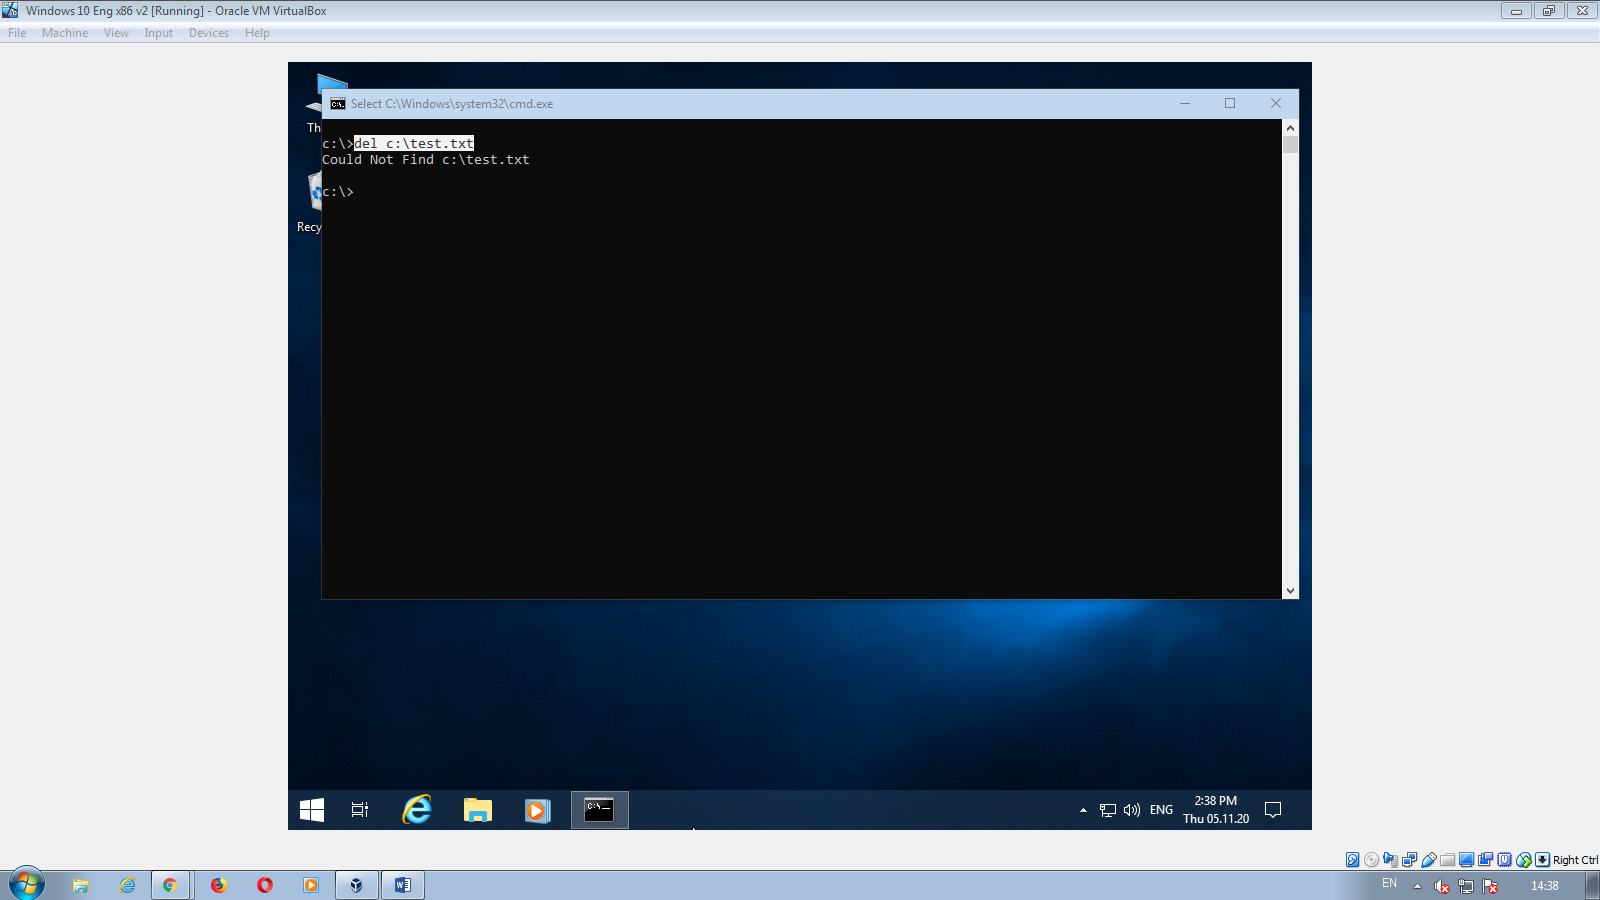 Windows 10 Eng x86 v2 [Running] - Oracle VM VirtualBox
File Machine View Input Devices Help
Select C:\Windows\system32\cmd.exe
Th
c:\>del c:\test.txt
Could Not Find c:\test.txt
c:\>
Recy
ENG
2:38 PM
Thu 05.11.20
Right Ctrl
EN
14:38